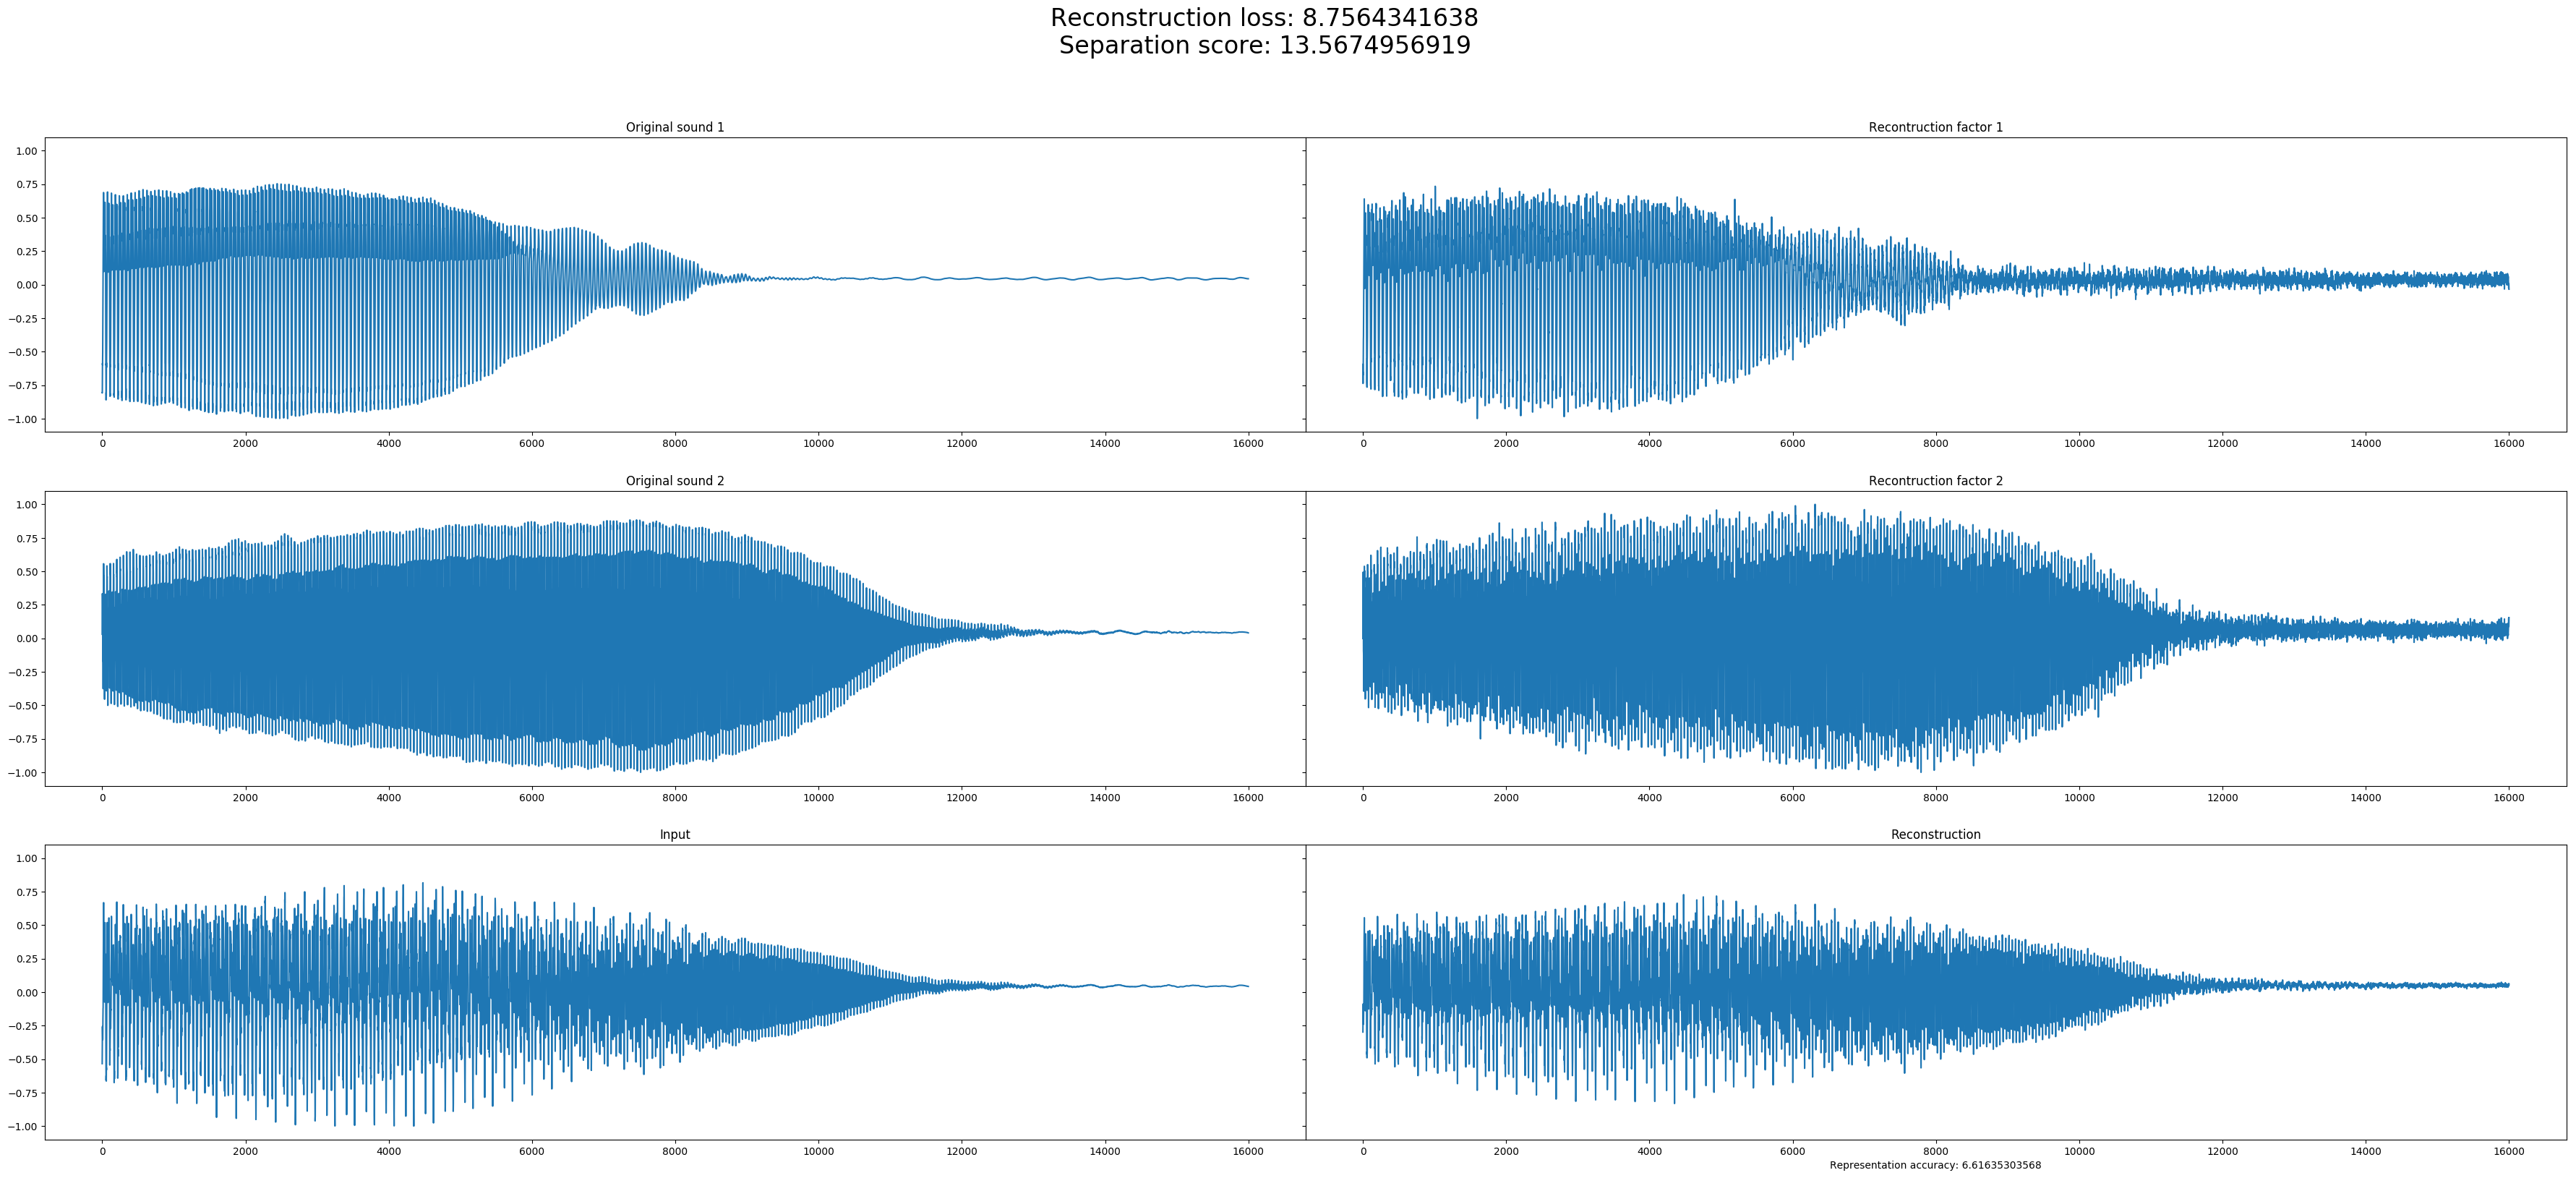 Reconstruction loss: 8.7564341638
Separation score: 13.5674956919
Original sound 1
Recontruction factor 1
1.00
0.75
0.50
0.25
0.00
−0.25
−0.50
−0.75
−1.00
0 2000 4000 6000 8000 10000 12000 14000 16000
0 2000 4000 6000 8000 10000 12000 14000 16000
Original sound 2
Recontruction factor 2
1.00
0.75
0.50
0.25
0.00
−0.25
−0.50
−0.75
−1.00
0 2000 4000 6000 8000 10000 12000 14000 16000
0 2000 4000 6000 8000 10000 12000 14000 16000
Input
Reconstruction
1.00
0.75
0.50
0.25
0.00
−0.25
−0.50
−0.75
−1.00
0 2000 4000 6000 8000 10000 12000 14000 16000
0 2000 4000 6000 8000 10000 12000 14000 16000
Representation accuracy: 6.61635303568